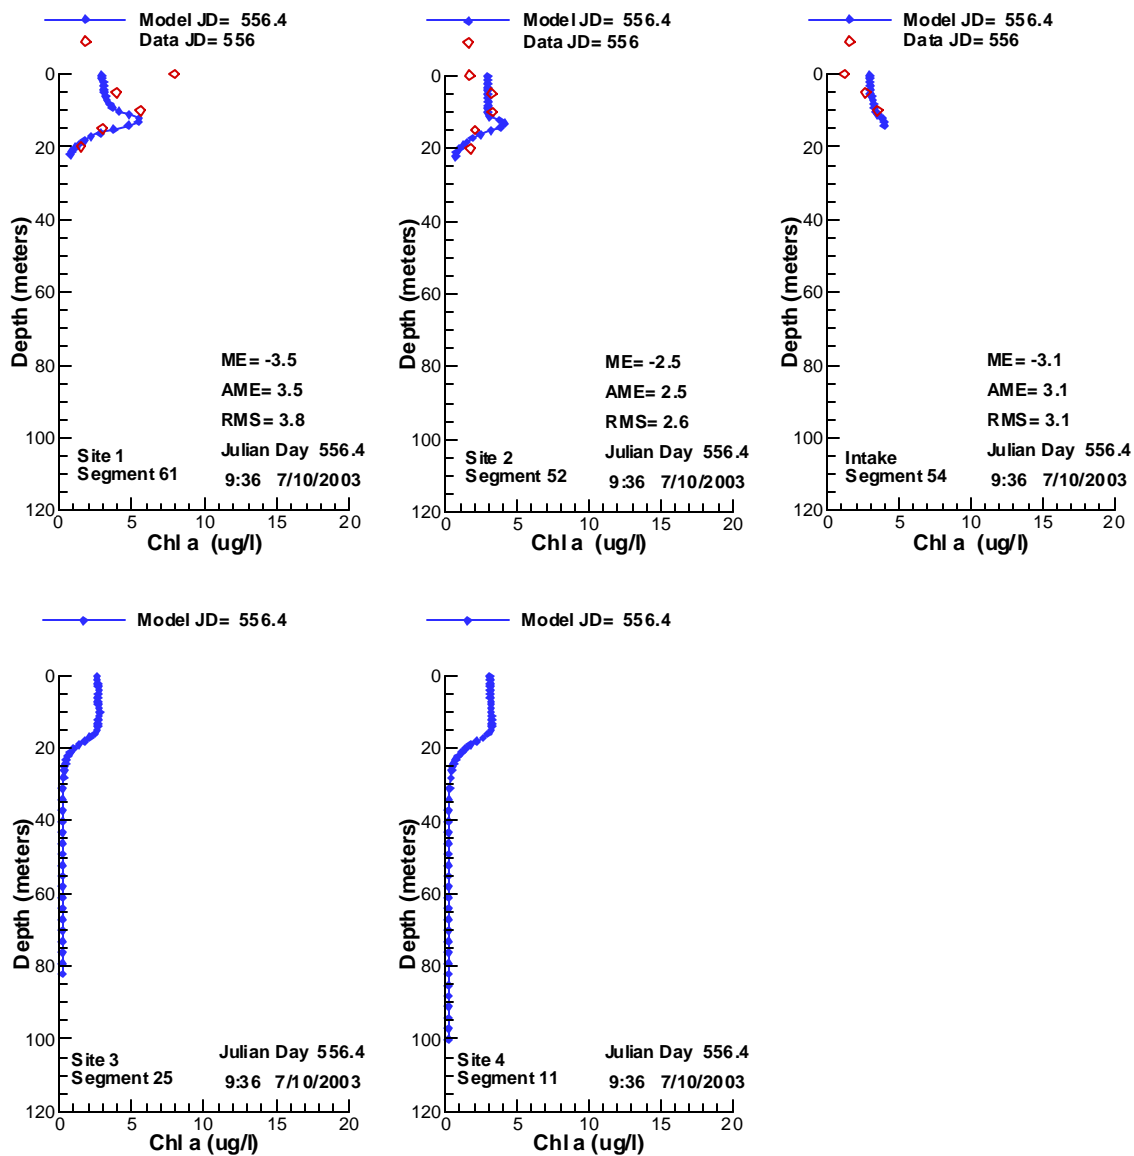 Model JD= 556.4
Data JD= 556
0
20
40
60
80
100
120
Depth (meters)
ME= -3.5
AME= 3.5
RMS= 3.8
Julian Day 556.4
9:36 7/10/2003
Site 1
Segment 61
0 5 10 15 20
Chl a (ug/l)
Model JD= 556.4
Data JD= 556
0
20
40
60
80
100
120
Depth (meters)
ME= -2.5
AME= 2.5
RMS= 2.6
Julian Day 556.4
9:36 7/10/2003
Site 2
Segment 52
0 5 10 15 20
Chl a (ug/l)
Model JD= 556.4
Data JD= 556
0
20
40
60
80
100
120
Depth (meters)
ME= -3.1
AME= 3.1
RMS= 3.1
Julian Day 556.4
9:36 7/10/2003
Intake
Segment 54
0 5 10 15 20
Chl a (ug/l)
Model JD= 556.4
0
20
40
60
80
100
120
Depth (meters)
Julian Day 556.4
9:36 7/10/2003
Site 3
Segment 25
0 5 10 15 20
Chl a (ug/l)
Model JD= 556.4
0
20
40
60
80
100
120
Depth (meters)
Julian Day 556.4
9:36 7/10/2003
Site 4
Segment 11
0 5 10 15 20
Chl a (ug/l)